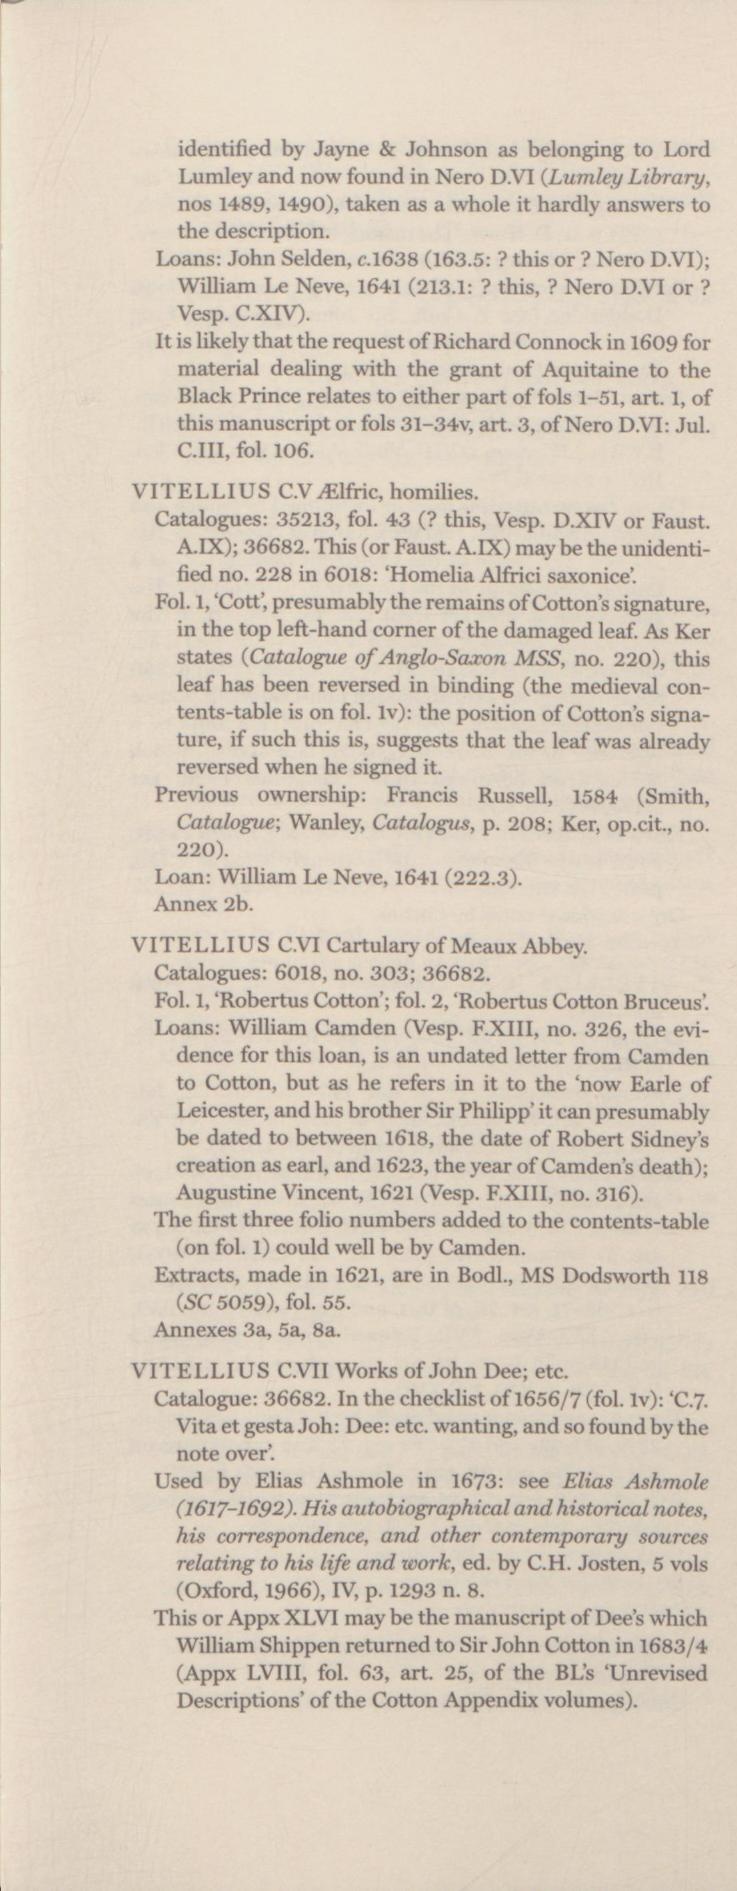 identified by Jayne & Johnson as belonging to Lord
Lumley and now found in Nero D.VI (Lumley Library,
nos 1489, 1490), taken as a whole it hardly answers to
the description.
Loans: John Selden, c.1638 (163.5: ? this or ? Nero D.VI);
William Le Neve, 1641 (213.1: ? this, ? Nero D.VI or ?
Vesp. C.XIV).
It is likely that the request of Richard Connock in 1609 for
material dealing with the grant of Aquitaine to the
Black Prince relates to either part of fols 1–51, art. 1, of
this manuscript or fols 31–34v, art. 3, of Nero D.VI: Jul.
C.III, fol. 106.
VITELLIUS C.V Ælfric, homilies.
Catalogues: 35213, fol. 43 (? this, Vesp. D.XIV or Faust.
A.IX); 36682. This (or Faust. A.IX) may be the unidenti-
fied no. 228 in 6018: ‘Homelia Alfrici saxonice’.
Fol. 1, ‘Cott’, presumably the remains of Cotton’s signature,
in the top left-hand corner of the damaged leaf. As Ker
states (Catalogue of Anglo-Saxon MSS, no. 220), this
leaf has been reversed in binding (the medieval con-
tents-table is on fol. 1v): the position of Cotton’s signa-
ture, if such this is, suggests that the leaf was already
reversed when he signed it.
Previous ownership: Francis Russell, 1584 (Smith,
Catalogue; Wanley, Catalogus, p. 208; Ker, op.cit., no.
220).
Loan: William Le Neve, 1641 (222.3).
Annex 2b.
VITELLIUS C.VI Cartulary of Meaux Abbey.
Catalogues: 6018, no. 303; 36682.
Fol. 1, ‘Robertus Cotton’; fol. 2, ‘Robertus Cotton Bruceus’.
Loans: William Camden (Vesp. F.XIII, no. 326, the evi-
dence for this loan, is an undated letter from Camden
to Cotton, but as he refers in it to the ‘now Earle of
Leicester, and his brother Sir Philipp’ it can presumably
be dated to between 1618, the date of Robert Sidney’s
creation as earl, and 1623, the year of Camden’s death);
Augustine Vincent, 1621 (Vesp. F.XIII, no. 316).
The first three folio numbers added to the contents-table
(on fol. 1) could well be by Camden.
Extracts, made in 1621, are in Bodl., MS Dodsworth 118
(SC 5059), fol. 55.
Annexes 3a, 5a, 8a.
VITELLIUS C.VII Works of John Dee; etc.
Catalogue: 36682. In the checklist of 1656/7 (fol. 1v): ‘C.7.
Vita et gesta Joh: Dee: etc. wanting, and so found by the
note over’.
Used by Elias Ashmole in 1673: see Elias Ashmole
(1617–1692). His autobiographical and historical notes,
his correspondence, and other contemporary sources
relating to his life and work, ed. by C.H. Josten, 5 vols
(Oxford, 1966), IV, p. 1293 n. 8.
This or Appx XLVI may be the manuscript of Dee’s which
William Shippen returned to Sir John Cotton in 1683/4
(Appx LVIII, fol. 63, art. 25, of the BL’s ‘Unrevised
Descriptions’ of the Cotton Appendix volumes).